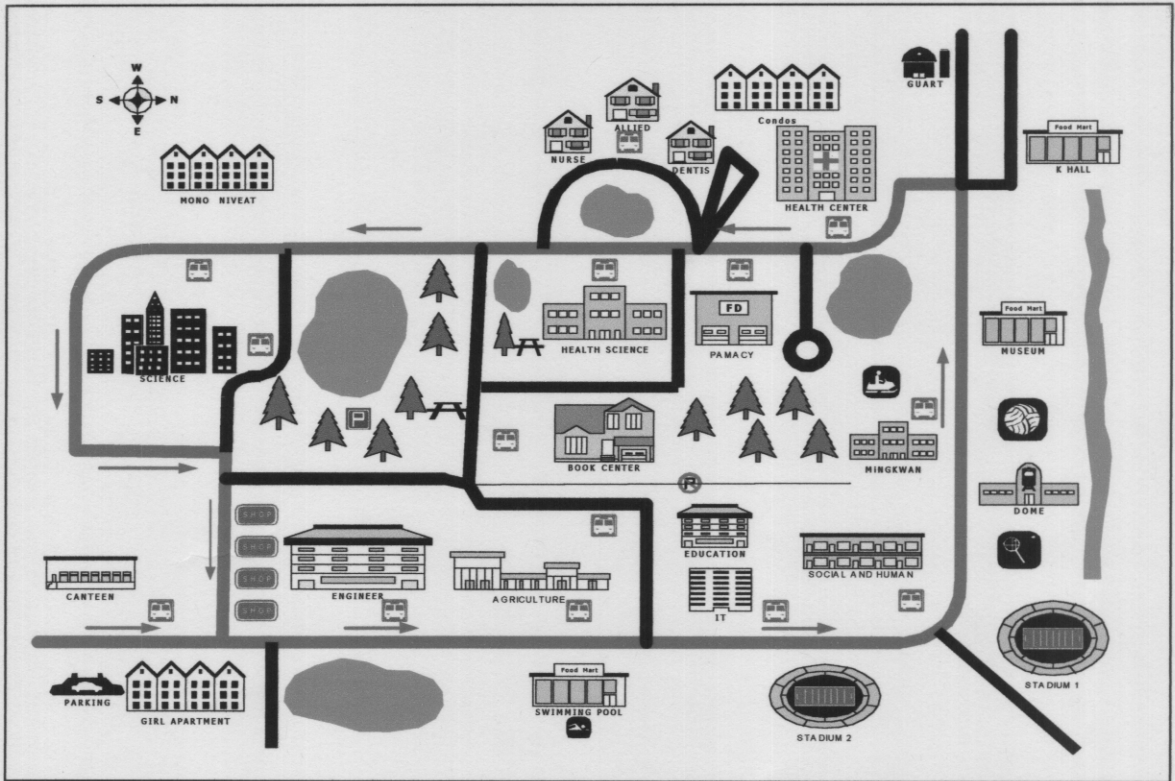 W
S N
E
GUART
Food Mart
K HALL
Condos
ALLIED
NURSE
DENTIS
MONO NIVEAT
HEALTH CENTER
FD
Food Mart
MUSEUM
HEALTH SCIENCE
PAMACY
SCIENCE
P
BOOK CENTER
MiNGKWAN
R
DOME
SHOP
SHOP
SHOP
SHOP
EDUCATION
SOCIAL AND HUMAN
CANTEEN
ENGINEER
AGRICULTURE
IT
PARKING
GIRL APARTMENT
Food Mart
SWIMMING POOL
STADIUM 1
STADIUM 2